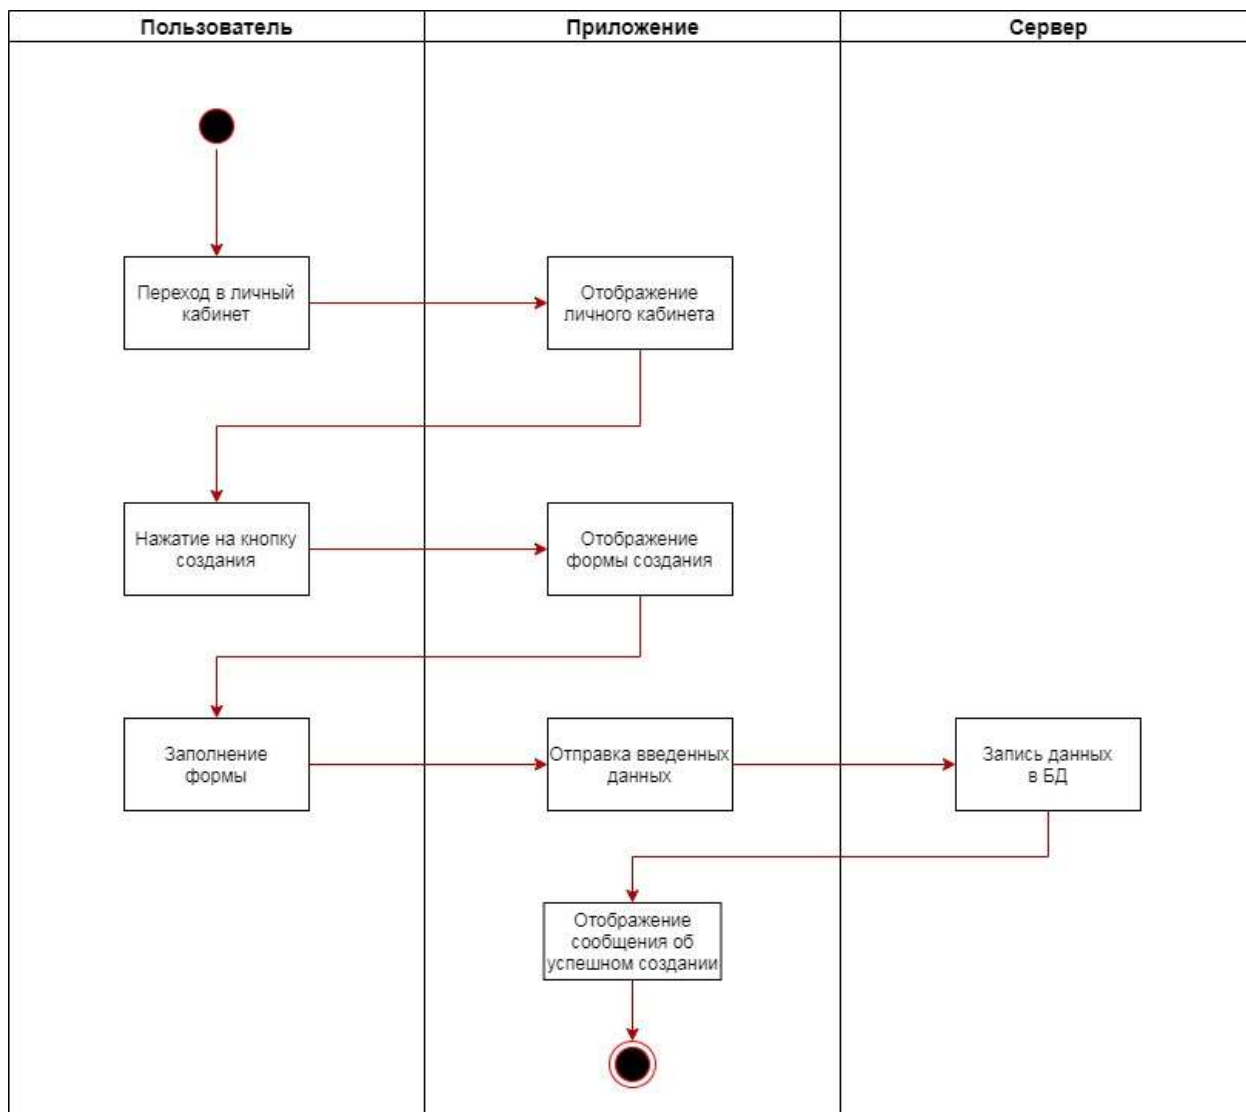 Пользователь
Приложение
Сервер
Переход в личный
кабинет
Отображение
личного кабинета
Нажатие на кнопку
создания
Отображение
формы создания
Заполнение
формы
Отправка введенных
данных
Запись данных
в БД
Отображение
сообщения об
успешном создании